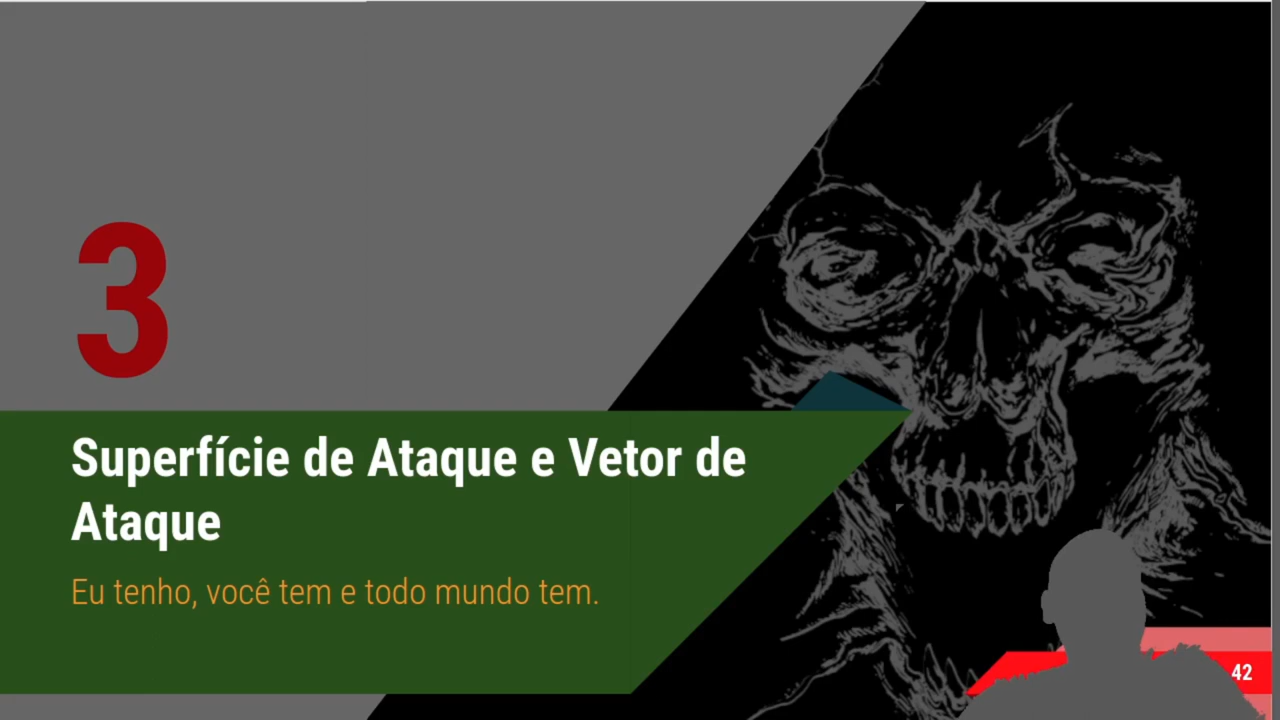 3
Superfície de Ataque e Vetor de
Ataque
Eu tenho, você tem e todo mundo tem.
42